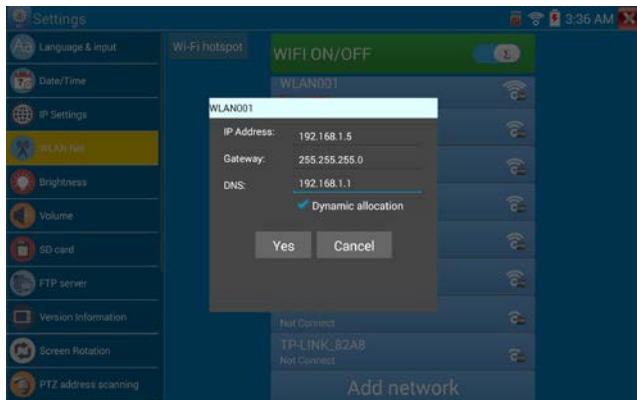 Settings
3:36 AM
Language & input
Wi-Fi hotspot
WIFI ON/OFF
Date/Time
WLAN001
IP Settings
WLAN Net
Brightness
Volume
SD card
FTP server
Version Information
Screen Rotation
PTZ address scanning
WLAN001
IP Address: 192.168.1.5
Gateway: 255.255.255.0
DNS: 192.168.1.1
Dynamic allocation
Yes Cancel
Not Connect
TP-LINK_82A8
Not Connect
Add network